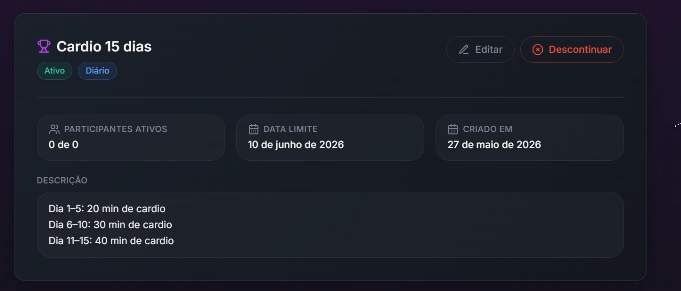 Cardio 15 dias
Editar
Descontinuar
Ativo
Diário
PARTICIPANTES ATIVOS
0 de 0
DATA LIMITE
10 de junho de 2026
CRIADO EM
27 de maio de 2026
DESCRIÇÃO
Dia 1–5: 20 min de cardio
Dia 6–10: 30 min de cardio
Dia 11–15: 40 min de cardio